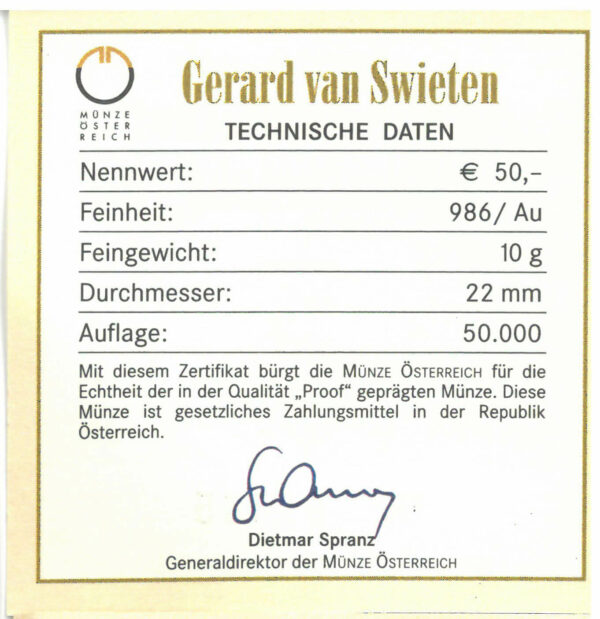 MÜNZE
ÖSTER
REICH
Gerard van Swieten
TECHNISCHE DATEN
Nennwert: € 50,–
Feinheit: 986/ Au
Feingewicht: 10 g
Durchmesser: 22 mm
Auflage: 50.000
Mit diesem Zertifikat bürgt die MÜNZE ÖSTERREICH für die
Echtheit der in der Qualität „Proof“ geprägten Münze. Diese
Münze ist gesetzliches Zahlungsmittel in der Republik
Österreich.
Dietmar Spranz
Generaldirektor der MÜNZE ÖSTERREICH